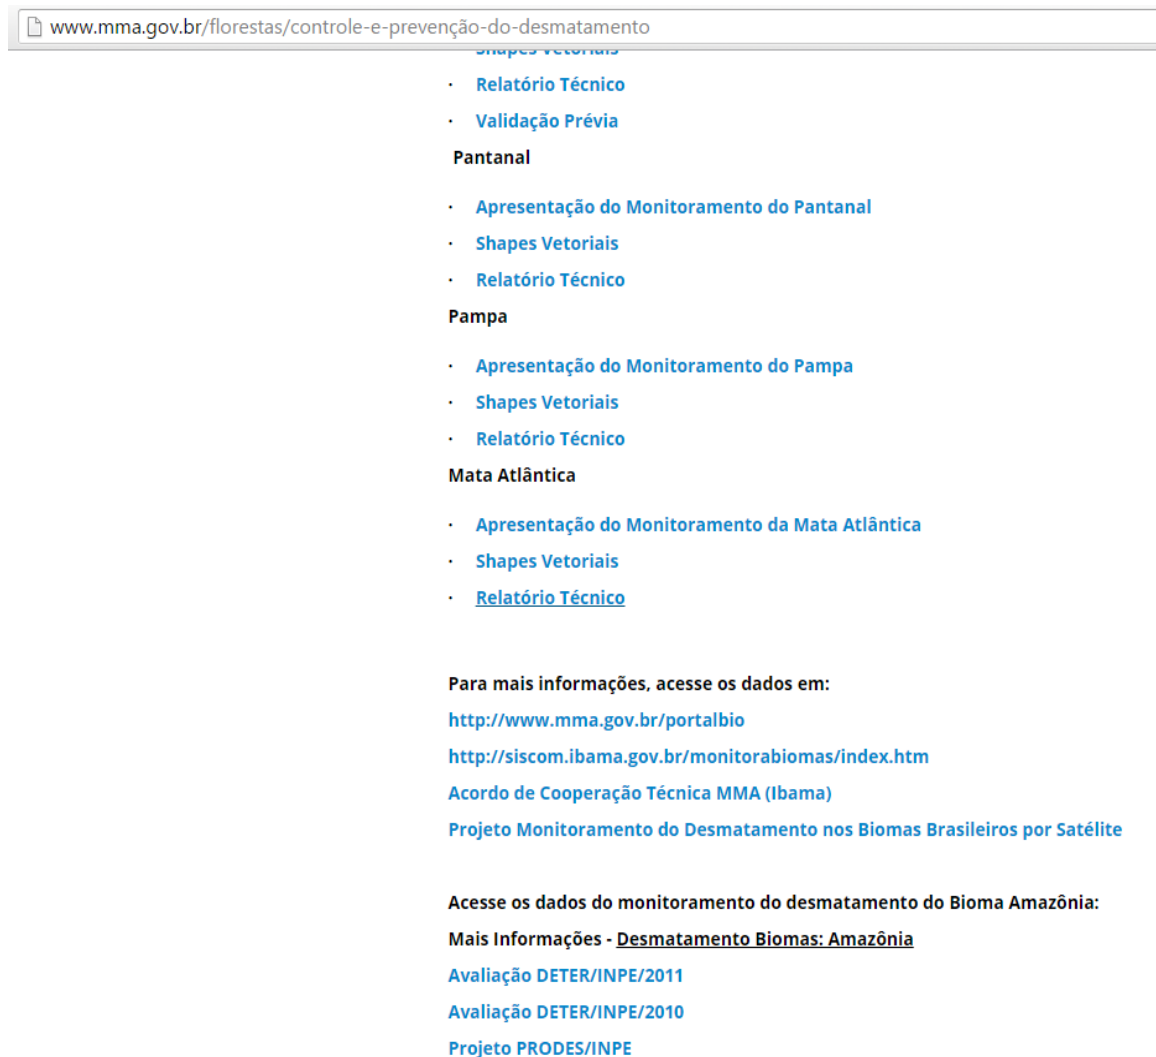 www.mma.gov.br/florestas/controle-e-prevenção-do-desmatamento
Shapes Vetoriais
· Relatório Técnico
· Validação Prévia
Pantanal
· Apresentação do Monitoramento do Pantanal
· Shapes Vetoriais
· Relatório Técnico
Pampa
· Apresentação do Monitoramento do Pampa
· Shapes Vetoriais
· Relatório Técnico
Mata Atlântica
· Apresentação do Monitoramento da Mata Atlântica
· Shapes Vetoriais
· Relatório Técnico
Para mais informações, acesse os dados em:
http://www.mma.gov.br/portalbio
http://siscom.ibama.gov.br/monitorabiomas/index.htm
Acordo de Cooperação Técnica MMA (Ibama)
Projeto Monitoramento do Desmatamento nos Biomas Brasileiros por Satélite
Acesse os dados do monitoramento do desmatamento do Bioma Amazônia:
Mais Informações - Desmatamento Biomas: Amazônia
Avaliação DETER/INPE/2011
Avaliação DETER/INPE/2010
Projeto PRODES/INPE